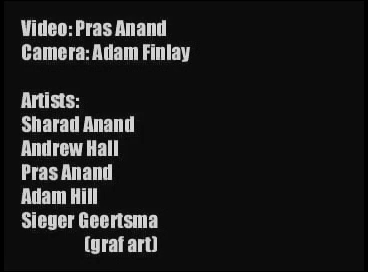 Video: Pras Anand
Camera: Adam Finlay
Artists:
Sharad Anand
Andrew Hall
Pras Anand
Adam Hill
Sieger Geertsma
(graf art)